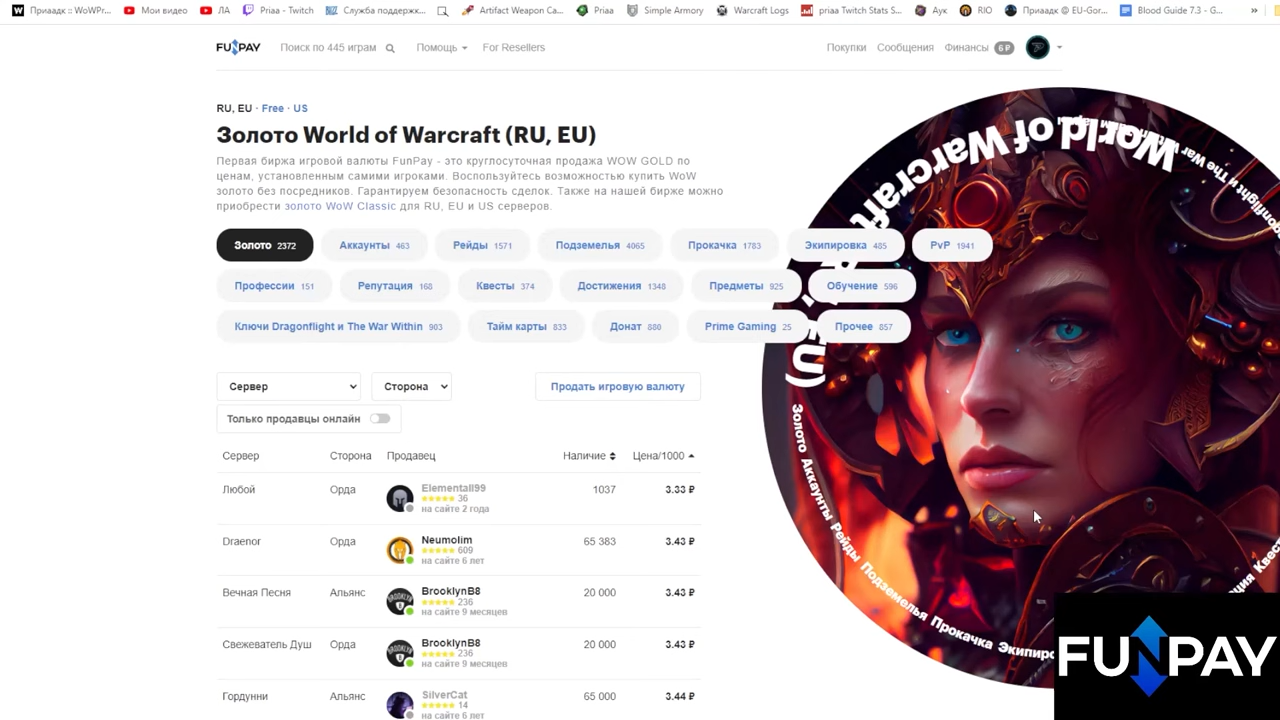 Приаадк :: WoWPr...
Мои видео
ЛА
Priaa - Twitch
Служба поддержк...
Artifact Weapon Ca...
Priaa
Simple Armory
Warcraft Logs
priaa Twitch Stats S...
Аук
RIO
Приаадк @ EU-Gor...
Blood Guide 7.3 - G...
»
FUNPAY
Поиск по 445 играм
Помощь
For Resellers
Покупки
Сообщения
Финансы 6 ₽
RU, EU · Free · US
Золото World of Warcraft (RU, EU)
Первая биржа игровой валюты FunPay - это круглосуточная продажа WOW GOLD по
ценам, установленным самими игроками. Воспользуйтесь возможностью купить WoW
золото без посредников. Гарантируем безопасность сделок. Также на нашей бирже можно
приобрести золото WoW Classic для RU, EU и US серверов.
Золото 2372
Аккаунты 463
Рейды 1571
Подземелья 4065
Прокачка 1783
Экипировка 485
PvP 1941
Профессии 151
Репутация 168
Квесты 374
Достижения 1348
Предметы 925
Обучение 596
Ключи Dragonflight и The War Within 903
Тайм карты 833
Донат 880
Prime Gaming 25
Прочее 857
Сервер
Сторона
Продать игровую валюту
Только продавцы онлайн
Сервер Сторона Продавец Наличие Цена/1000
Любой Орда Elementall99 1037 3.33 ₽
36
на сайте 2 года
Draenor Орда Neumolim 65 383 3.43 ₽
609
на сайте 6 лет
Вечная Песня Альянс BrooklynB8 20 000 3.43 ₽
236
на сайте 9 месяцев
Свежеватель Душ Орда BrooklynB8 20 000 3.43 ₽
236
на сайте 9 месяцев
Гордунни Альянс SilverCat 65 000 3.44 ₽
14
на сайте 6 лет
World of Warcraft
EU)
Золото Аккаунты Рейды Подземелья Прокачка Экипиро
FUNPAY